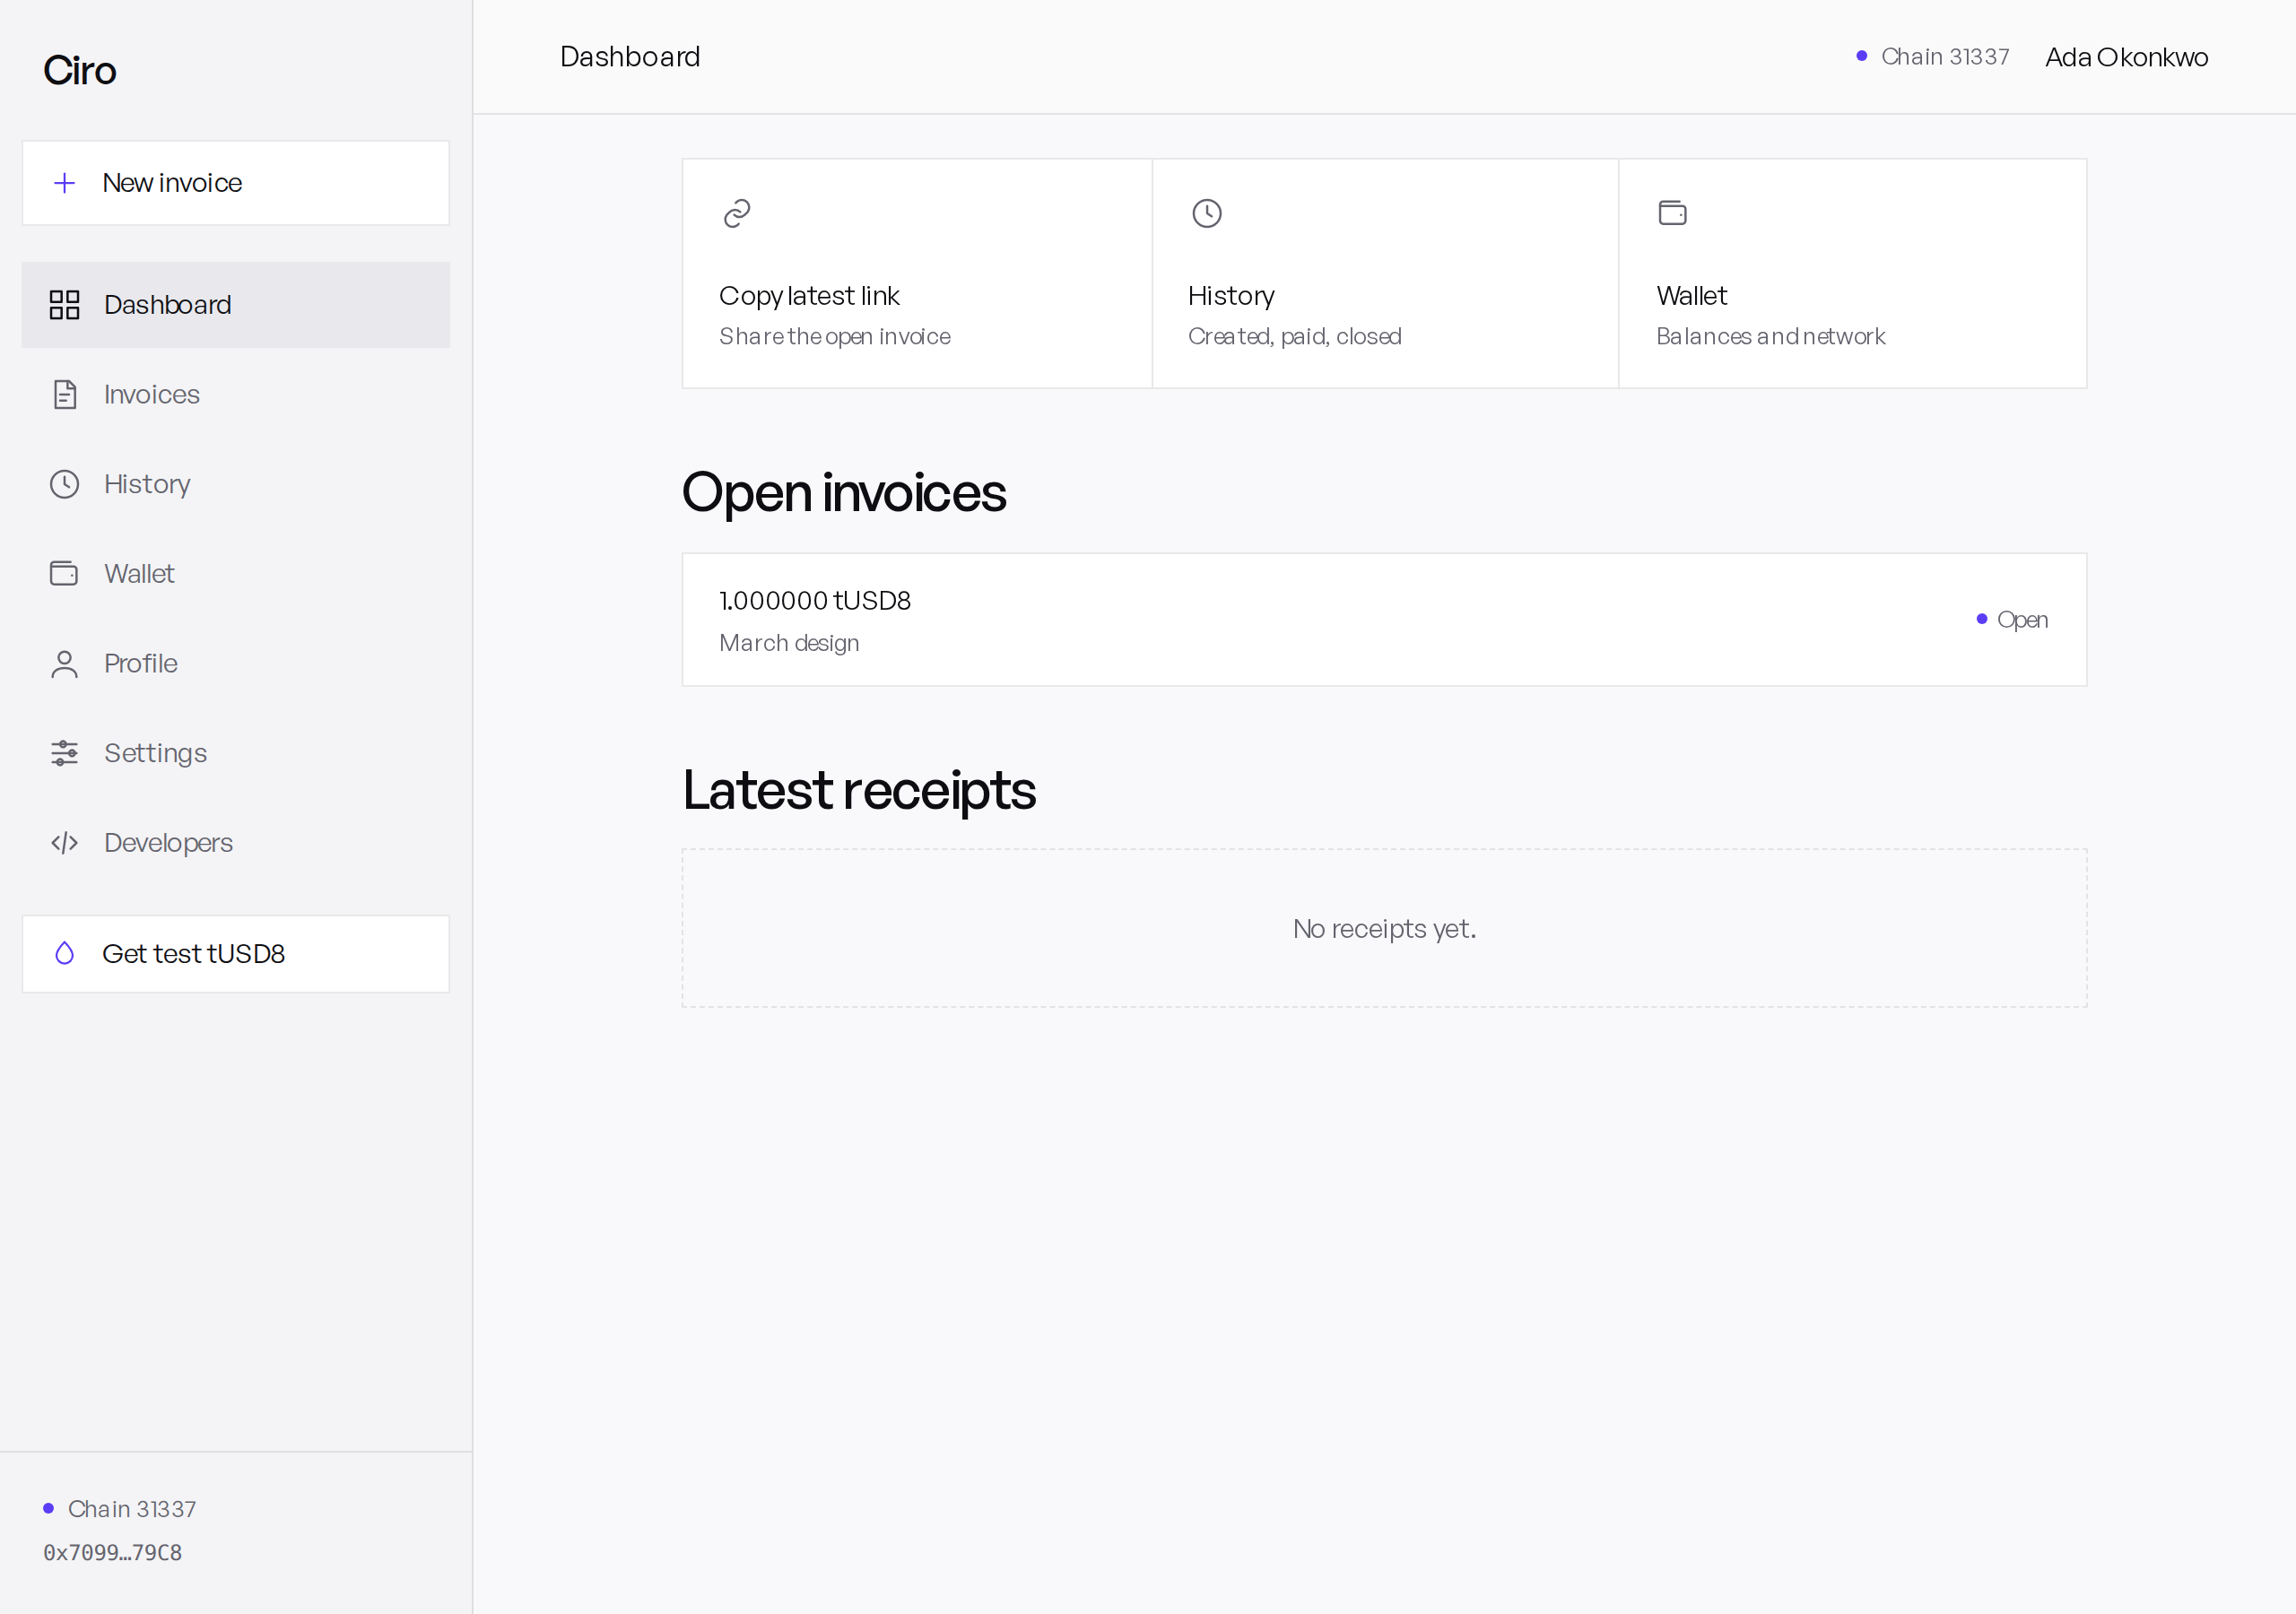 Ciro
New invoice
Dashboard
Invoices
History
Wallet
Profile
Settings
Developers
Get test tUSD8
Chain 31337
0x7099…79C8
Dashboard
Chain 31337
Ada Okonkwo
Copy latest link
Share the open invoice
History
Created, paid, closed
Wallet
Balances and network
Open invoices
1.000000 tUSD8
March design
Open
Latest receipts
No receipts yet.